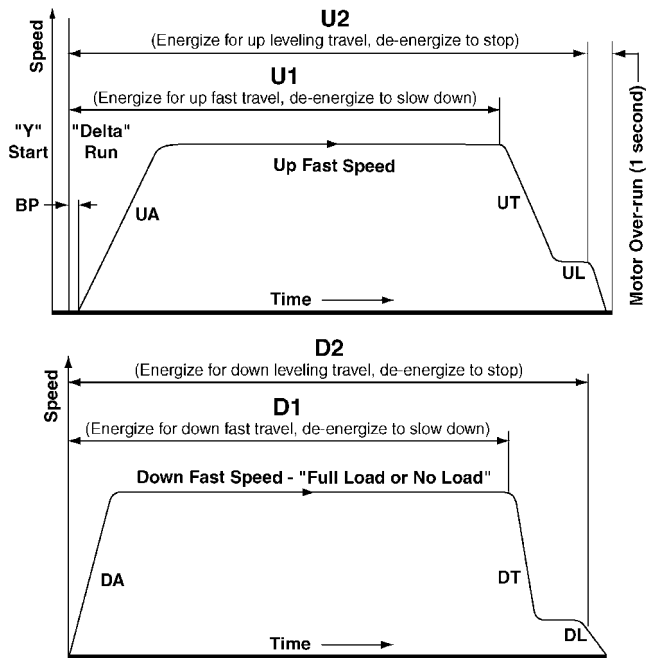 U2
(Energize for up leveling travel, de-energize to stop)
U1
(Energize for up fast travel, de-energize to slow down)
Speed
"Y"
Start
"Delta"
Run
Up Fast Speed
BP
UA
UT
UL
Time
Motor Over-run (1 second)
D2
(Energize for down leveling travel, de-energize to stop)
D1
(Energize for down fast travel, de-energize to slow down)
Speed
Down Fast Speed - "Full Load or No Load"
DA
DT
DL
Time